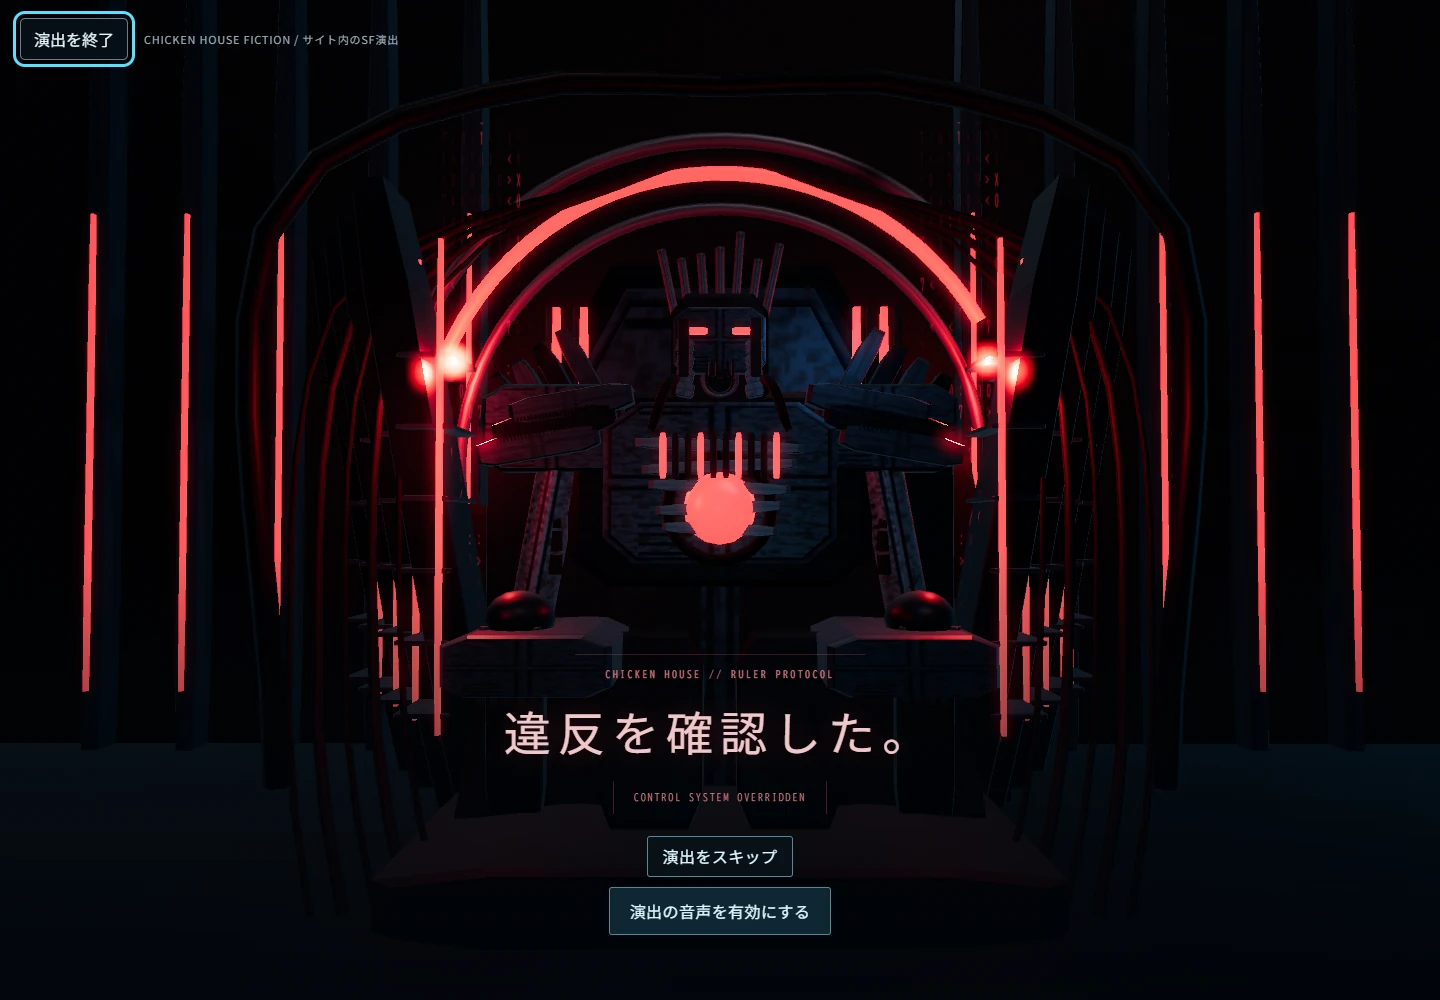 演出を終了
CHICKEN HOUSE FICTION / サイト内のSF演出
CHICKEN HOUSE // RULER PROTOCOL
違反を確認した。
CONTROL SYSTEM OVERRIDDEN
演出をスキップ
演出の音声を有効にする